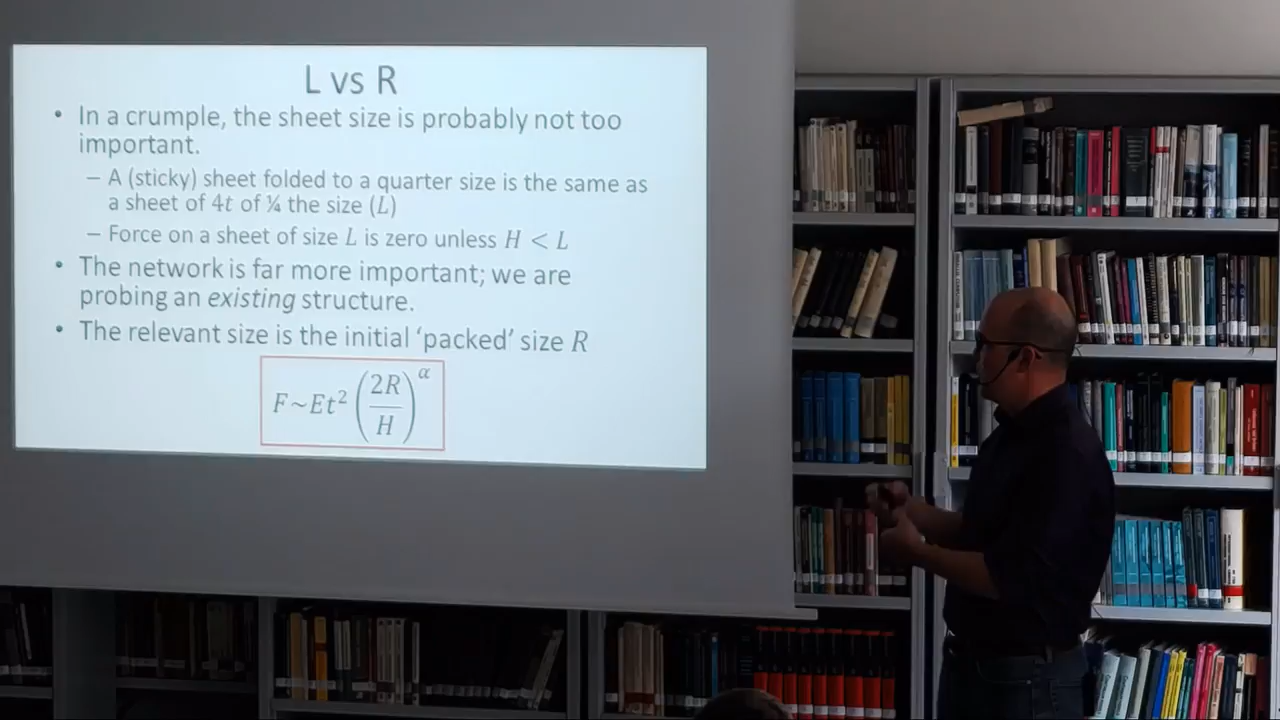 L vs R
• In a crumple, the sheet size is probably not too
important.
– A (sticky) sheet folded to a quarter size is the same as
a sheet of 4t of ¼ the size (L)
– Force on a sheet of size L is zero unless H < L
• The network is far more important; we are
probing an existing structure.
• The relevant size is the initial ‘packed’ size R
F~Et²(2R/H)^α